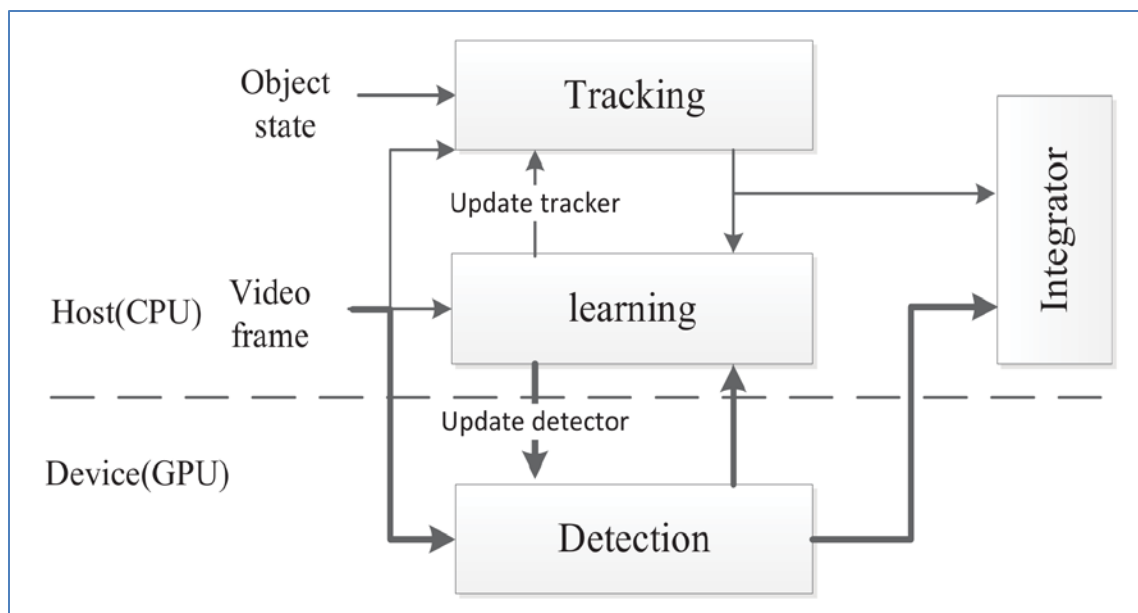 Object
state
Tracking
Update tracker
Host(CPU)
Video
frame
learning
Integrator
Update detector
Device(GPU)
Detection